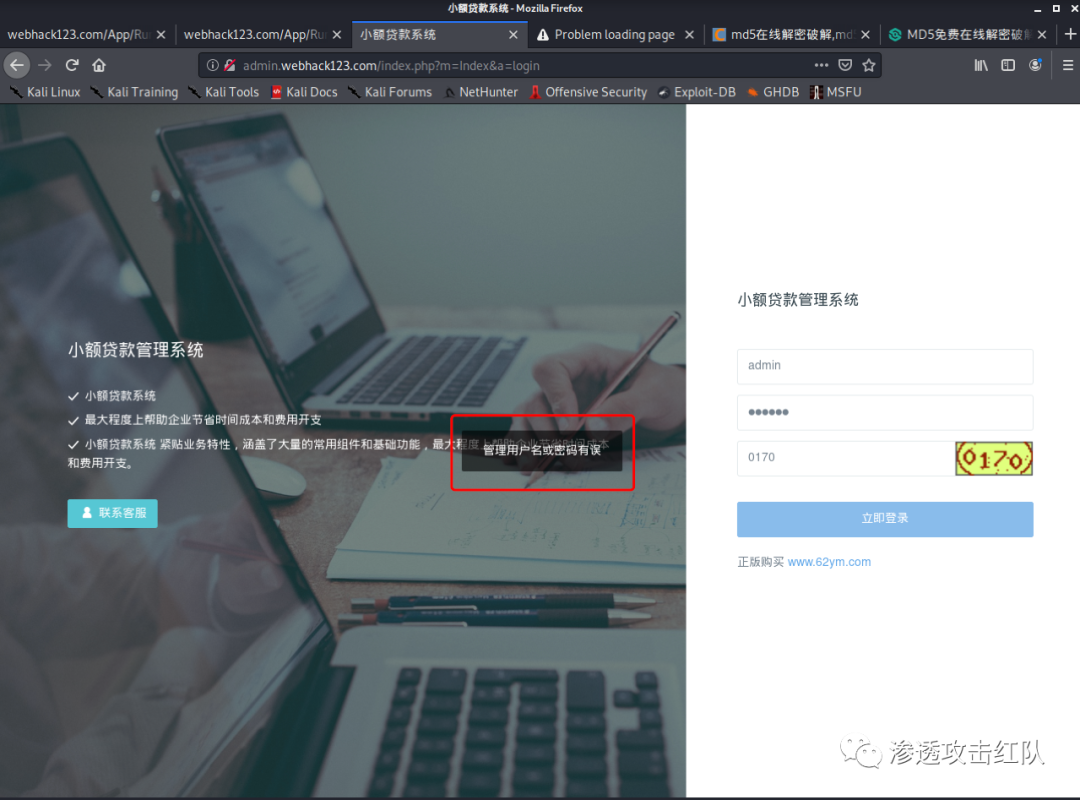 小额贷款系统 - Mozilla Firefox
webhack123.com/App/Ru
webhack123.com/App/Ru
小额贷款系统
Problem loading page
md5在线解密破解,md
MD5免费在线解密破解
admin.webhack123.com/index.php?m=Index&a=login
Kali Linux
Kali Training
Kali Tools
Kali Docs
Kali Forums
NetHunter
Offensive Security
Exploit-DB
GHDB
MSFU
小额贷款管理系统
小额贷款系统
最大程度上帮助企业节省时间成本和费用开支
小额贷款系统 紧贴业务特性，涵盖了大量的常用组件和基础功能，最大程度上帮助企业节省时间成本
和费用开支。
联系客服
管理用户名或密码有误
小额贷款管理系统
admin
••••••
0170
0170
立即登录
正版购买 www.62ym.com
渗透攻击红队